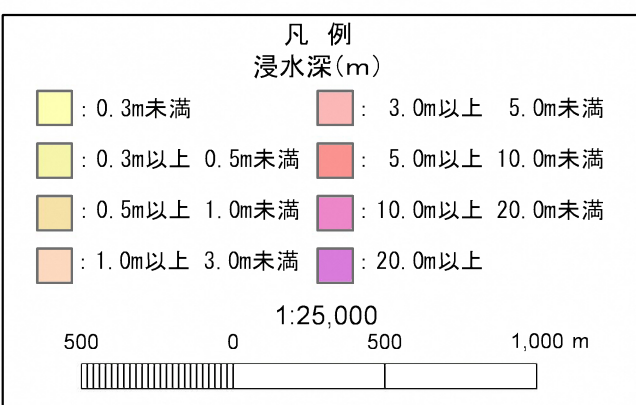 凡 例
浸水深(m)
: 0.3m未満
: 0.3m以上 0.5m未満
: 0.5m以上 1.0m未満
: 1.0m以上 3.0m未満
: 3.0m以上 5.0m未満
: 5.0m以上 10.0m未満
: 10.0m以上 20.0m未満
: 20.0m以上
1:25,000
500 0 500 1,000 m